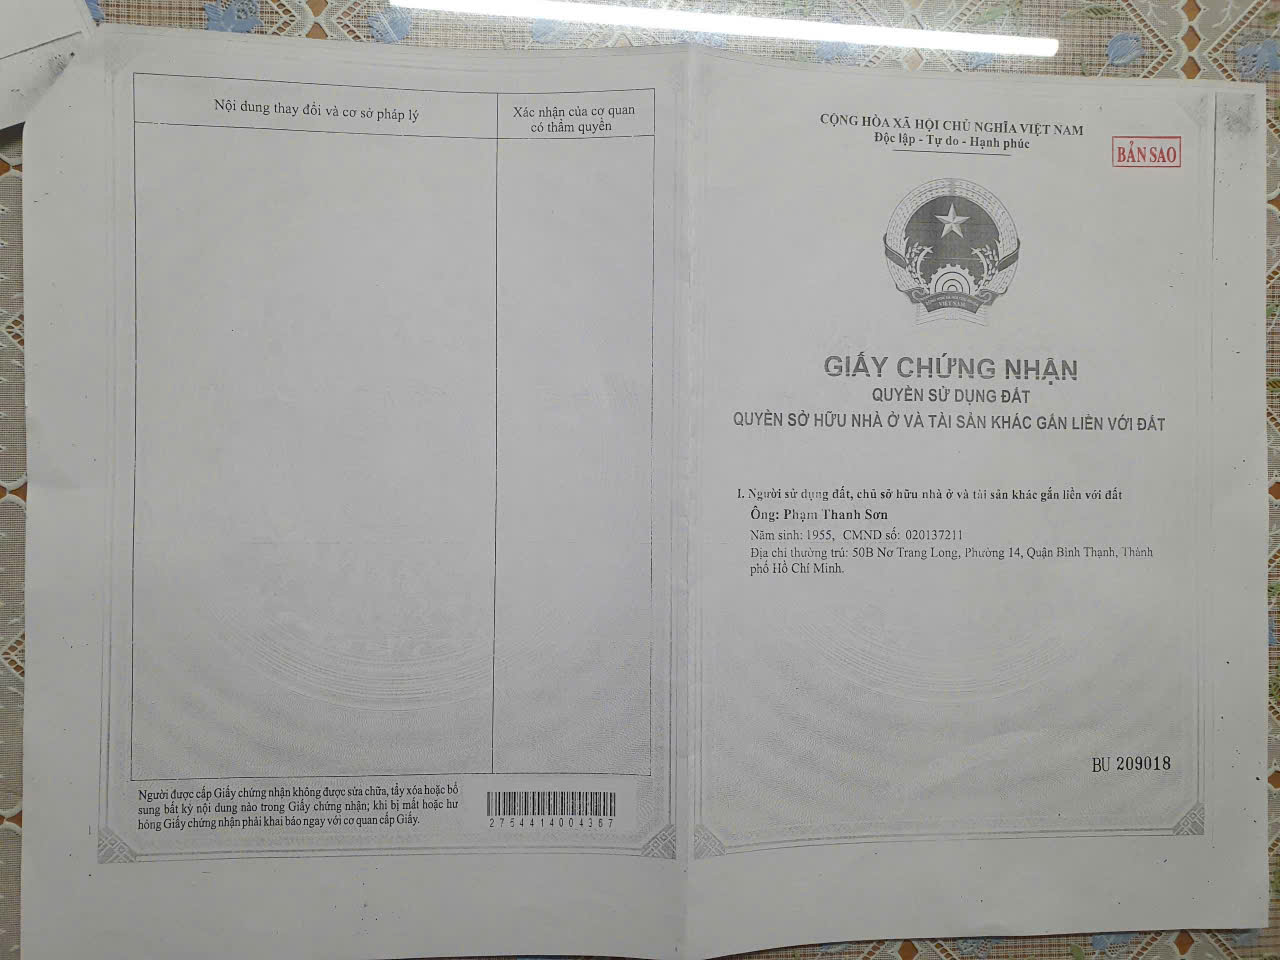 Nội dung thay đổi và cơ sở pháp lý
Xác nhận của cơ quan
có thẩm quyền
Người được cấp Giấy chứng nhận không được sửa chữa, tẩy xóa hoặc bổ
sung bất kỳ nội dung nào trong Giấy chứng nhận; khi bị mất hoặc hư
hỏng Giấy chứng nhận phải khai báo ngay với cơ quan cấp Giấy.
2754414004367
CỘNG HÒA XÃ HỘI CHỦ NGHĨA VIỆT NAM
Độc lập - Tự do - Hạnh phúc
BẢN SAO
VIỆT NAM
GIẤY CHỨNG NHẬN
QUYỀN SỬ DỤNG ĐẤT
QUYỀN SỞ HỮU NHÀ Ở VÀ TÀI SẢN KHÁC GẮN LIỀN VỚI ĐẤT
I. Người sử dụng đất, chủ sở hữu nhà ở và tài sản khác gắn liền với đất
Ông: Phạm Thanh Sơn
Năm sinh: 1955, CMND số: 020137211
Địa chỉ thường trú: 50B Nơ Trang Long, Phường 14, Quận Bình Thạnh, Thành
phố Hồ Chí Minh.
BU 209018